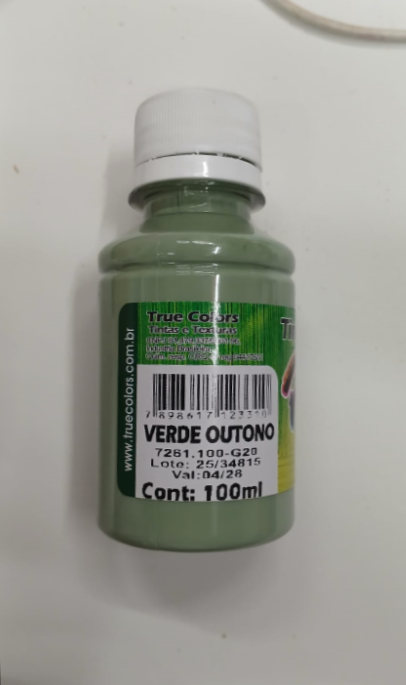 True Colors
Tintas e Texturas
www.truecolors.com.br
7 898617 123310
VERDE OUTONO
7261.100-G20
Lote: 25/34815
Val:04/28
Cont: 100ml